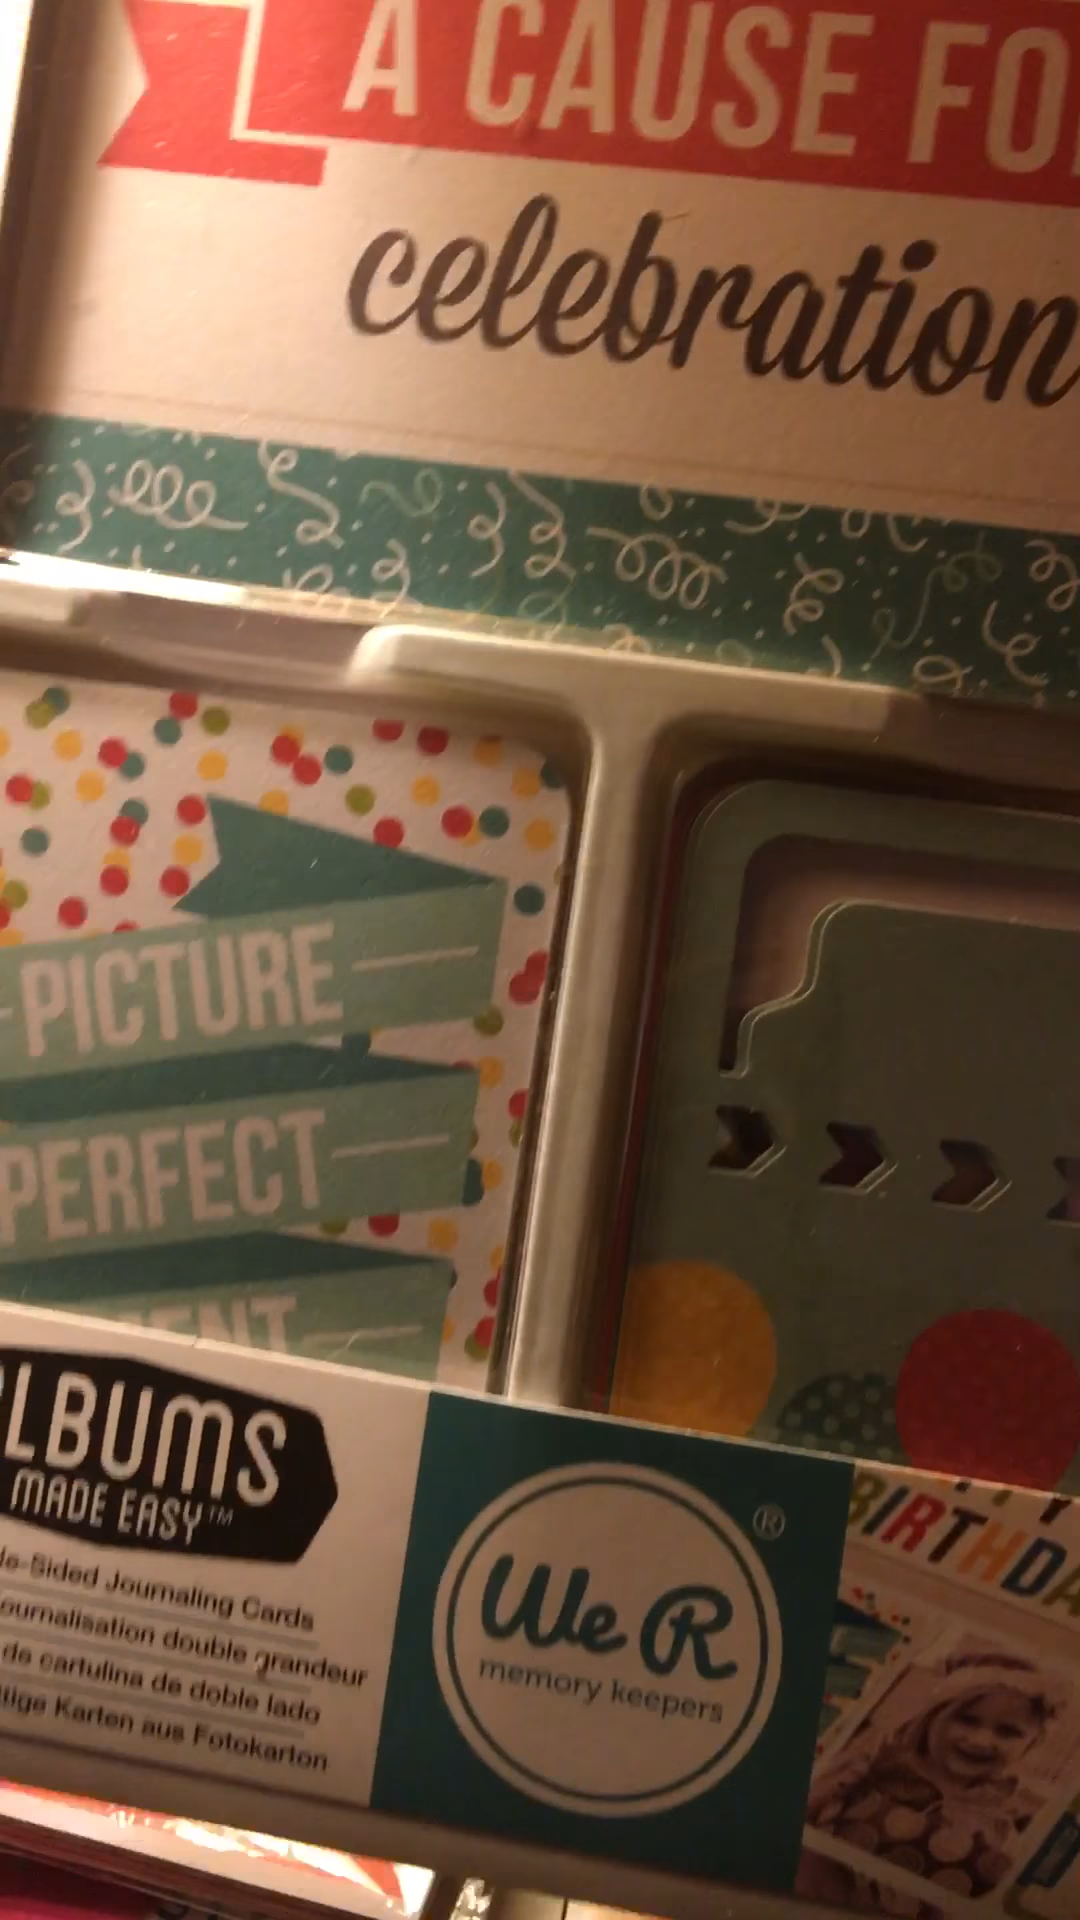 A CAUSE FO
celebration
PICTURE
PERFECT
LBUMS
MADE EASY™
-Sided Journaling Cards
ournalisation double grandeur
de cartulina de doble lado
Karten aus Fotokarton
®
We R
memory keepers
BIRTHDA